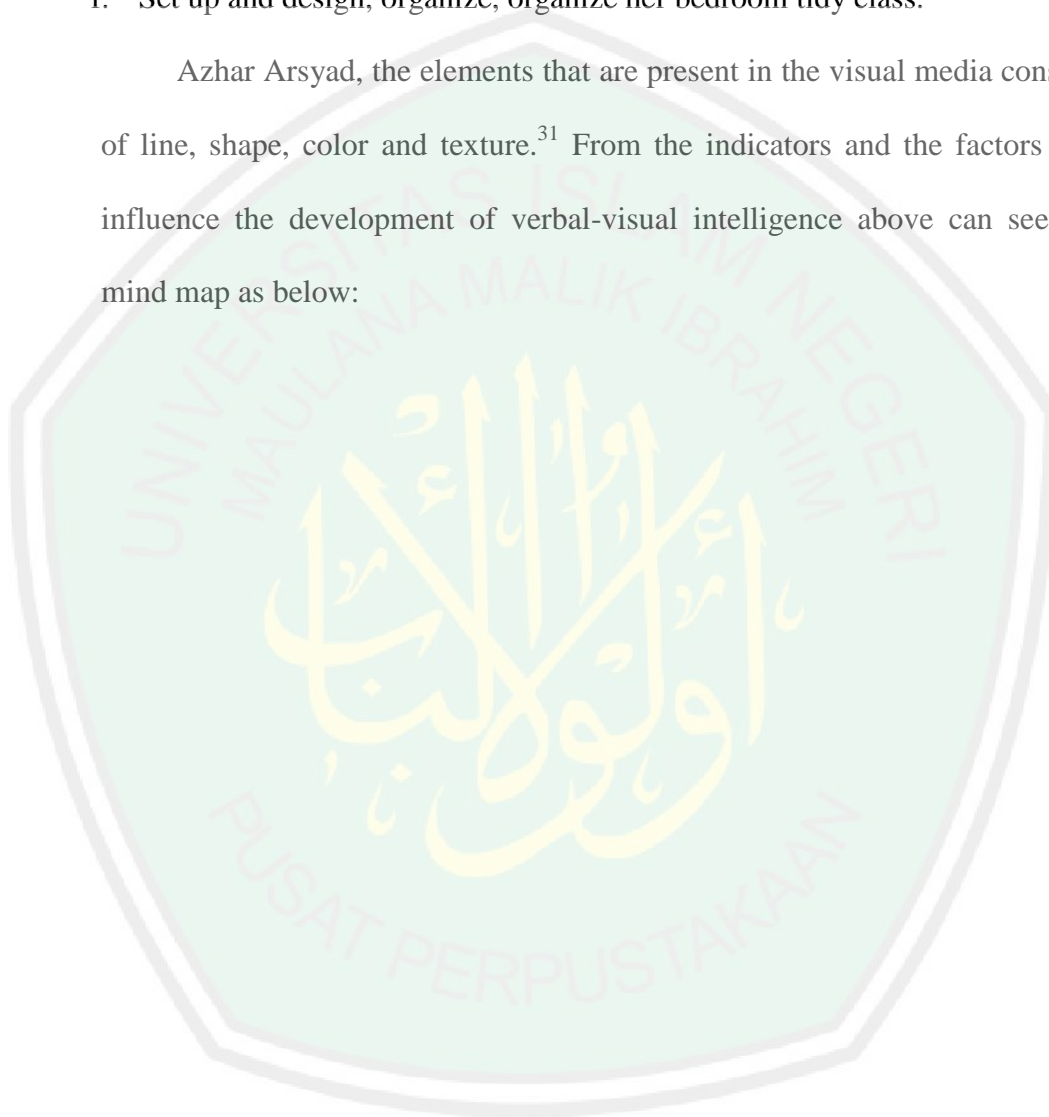 Set up and design, organize, organize her bedroom tidy class.
Azhar Arsyad, the elements that are present in the visual media
of line, shape, color and texture.31 From the indicators and the factors
influence the development of verbal-visual intelligence above can see
mind map as below:
UNIVERSITAS ISLAM NEGERI
MAULANA MALIK IBRAHIM
أولو الألباب
PUSAT PERPUSTAKAAN